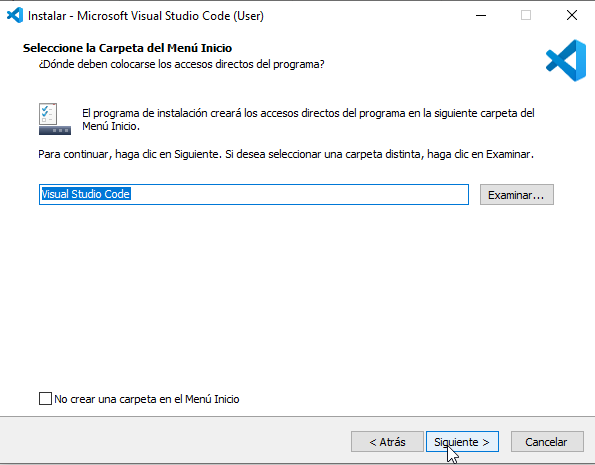 Instalar - Microsoft Visual Studio Code (User)
Seleccione la Carpeta del Menú Inicio
¿Dónde deben colocarse los accesos directos del programa?
El programa de instalación creará los accesos directos del programa en la siguiente carpeta del
Menú Inicio.
Para continuar, haga clic en Siguiente. Si desea seleccionar una carpeta distinta, haga clic en Examinar.
Visual Studio Code
Examinar...
No crear una carpeta en el Menú Inicio
< Atrás
Siguiente >
Cancelar